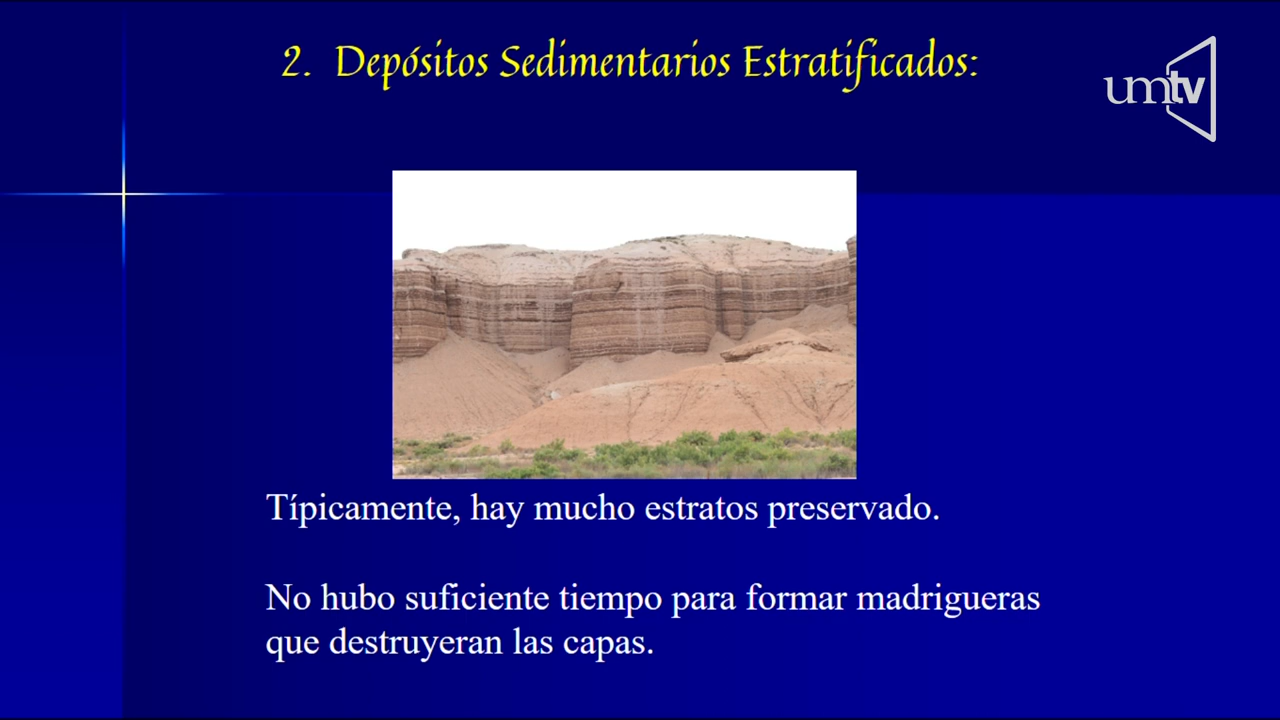 2. Depósitos Sedimentarios Estratificados:
umtv
Típicamente, hay mucho estratos preservado.
No hubo suficiente tiempo para formar madrigueras
que destruyeran las capas.